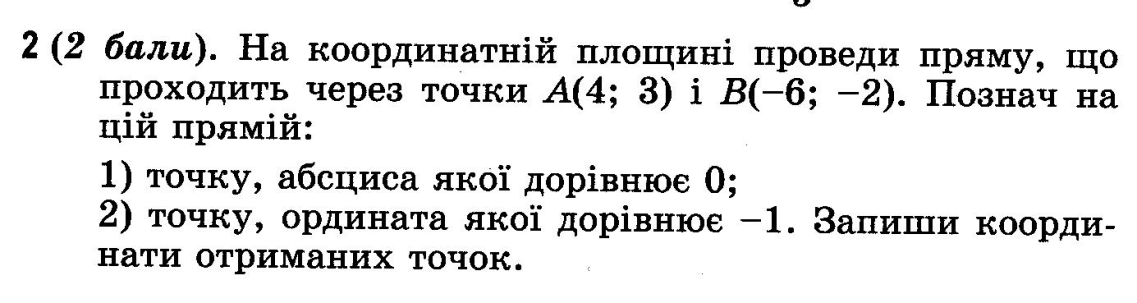 2 (2 бали). На координатній площині проведи пряму, що
проходить через точки A(4; 3) і B(−6; −2). Познач на
цій прямій:
1) точку, абсциса якої дорівнює 0;
2) точку, ордината якої дорівнює −1. Запиши коорди-
нати отриманих точок.